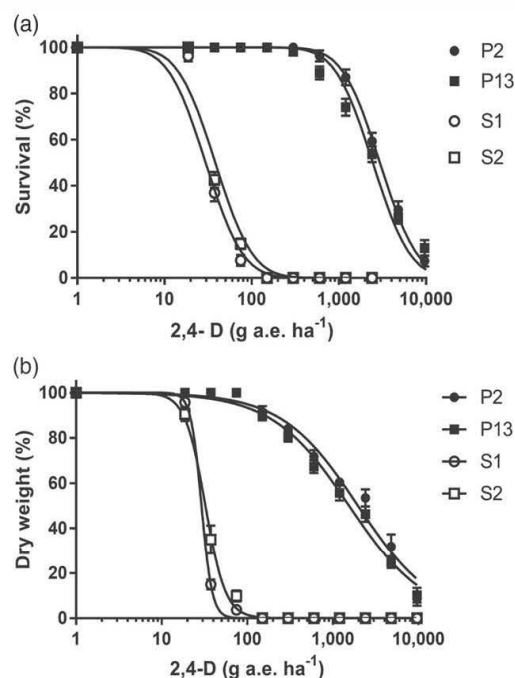 (a)
Survival (%)
100
80
60
40
20
0
1
10
100
1,000
10,000
2,4- D (g a.e. ha-1)
P2
P13
S1
S2
(b)
Dry weight (%)
100
80
60
40
20
0
1
10
100
1,000
10,000
2,4-D (g a.e. ha-1)
P2
P13
S1
S2